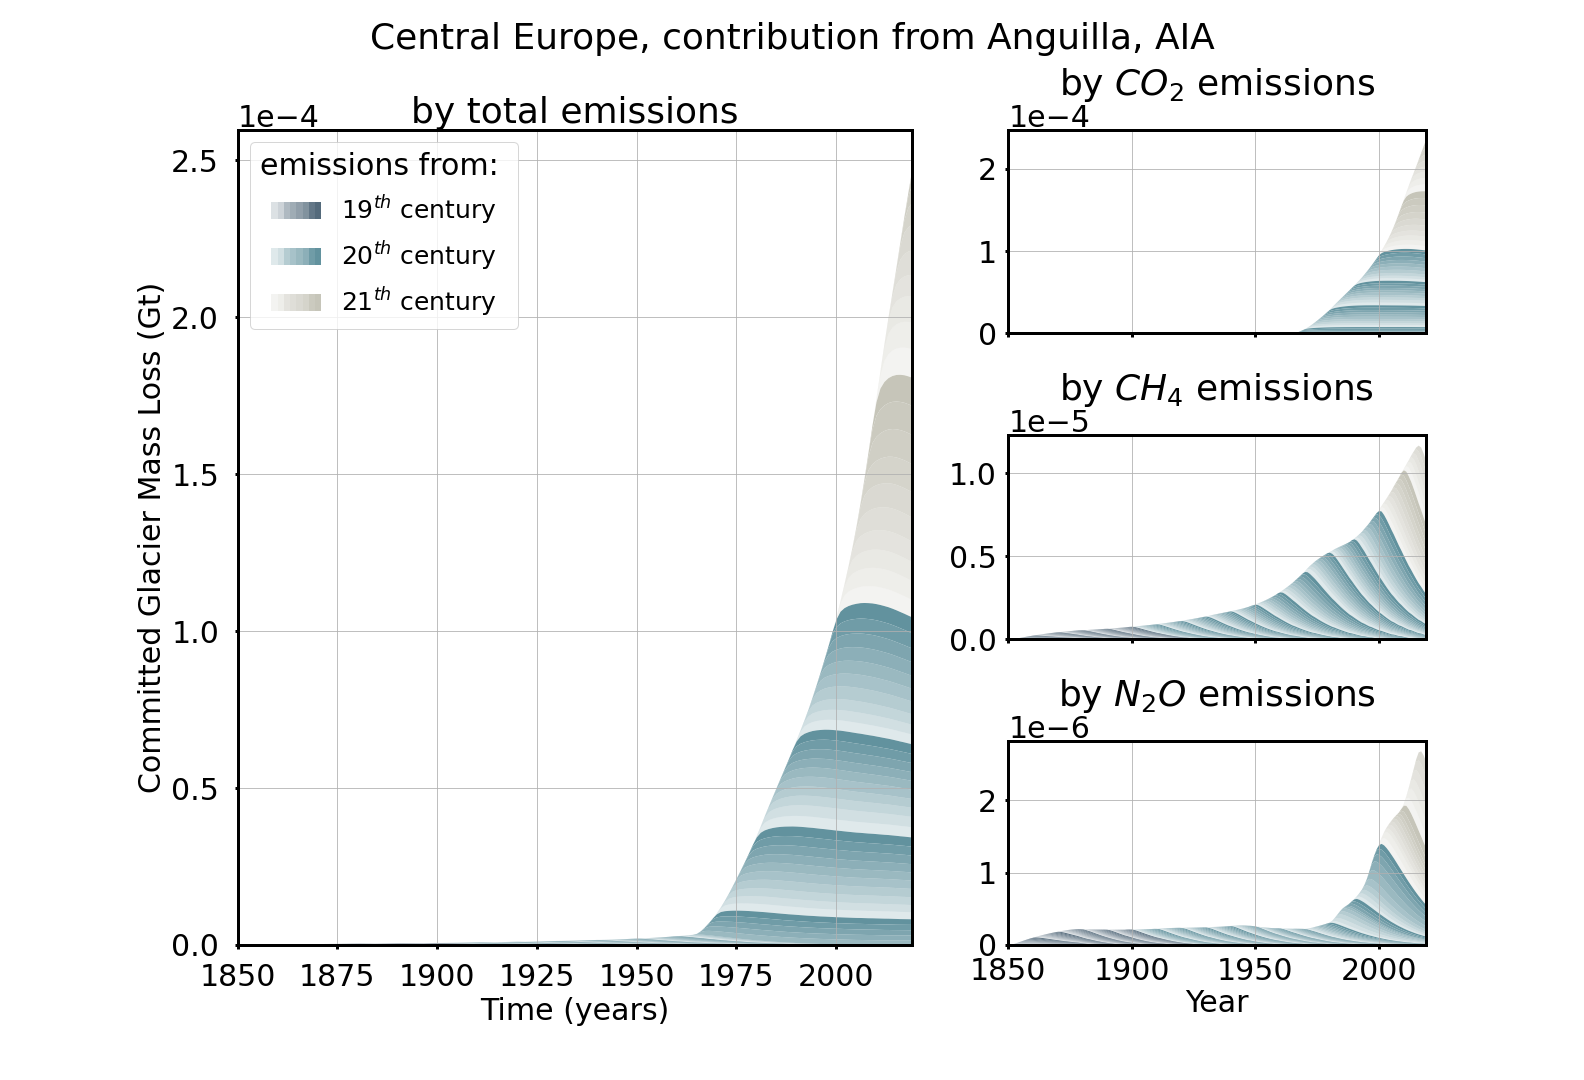 Central Europe, contribution from Anguilla, AIA
by total emissions
1e−4
2.5
2.0
1.5
1.0
0.5
0.0
Committed Glacier Mass Loss (Gt)
emissions from:
19th century
20th century
21th century
1850 1875 1900 1925 1950 1975 2000
Time (years)
by CO2 emissions
1e−4
2
1
0
by CH4 emissions
1e−5
1.0
0.5
0.0
by N2O emissions
1e−6
2
1
0
1850 1900 1950 2000
Year